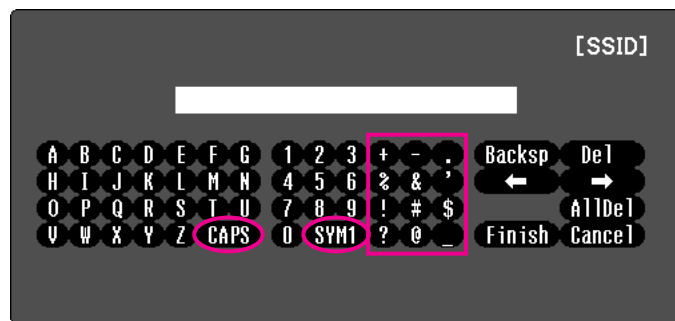 [SSID]
A B C D E F G 1 2 3 + - . Backsp Del
H I J K L M N 4 5 6 % & ’ ← →
O P Q R S T U 7 8 9 ! # $ AllDel
V W X Y Z CAPS 0 SYM1 ? @ _ Finish Cancel